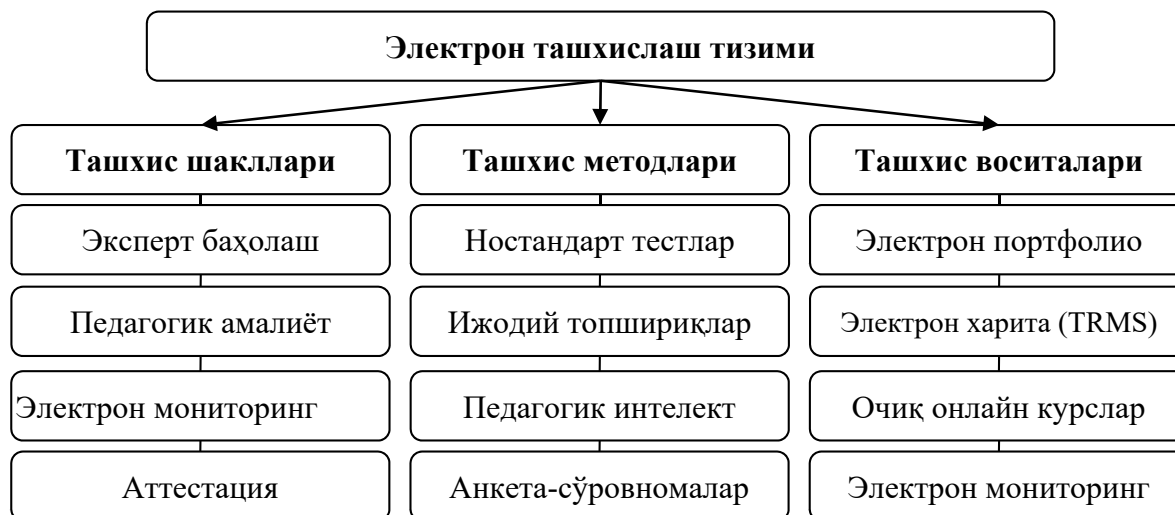 Электрон ташхислаш тизими
Ташхис шакллари
Эксперт баҳолаш
Педагогик амалиёт
Электрон мониторинг
Аттестация
Ташхис методлари
Ностандарт тестлар
Ижодий топшириқлар
Педагогик интелект
Анкета-сўровномалар
Ташхис воситалари
Электрон портфолио
Электрон харита (TRMS)
Очиқ онлайн курслар
Электрон мониторинг